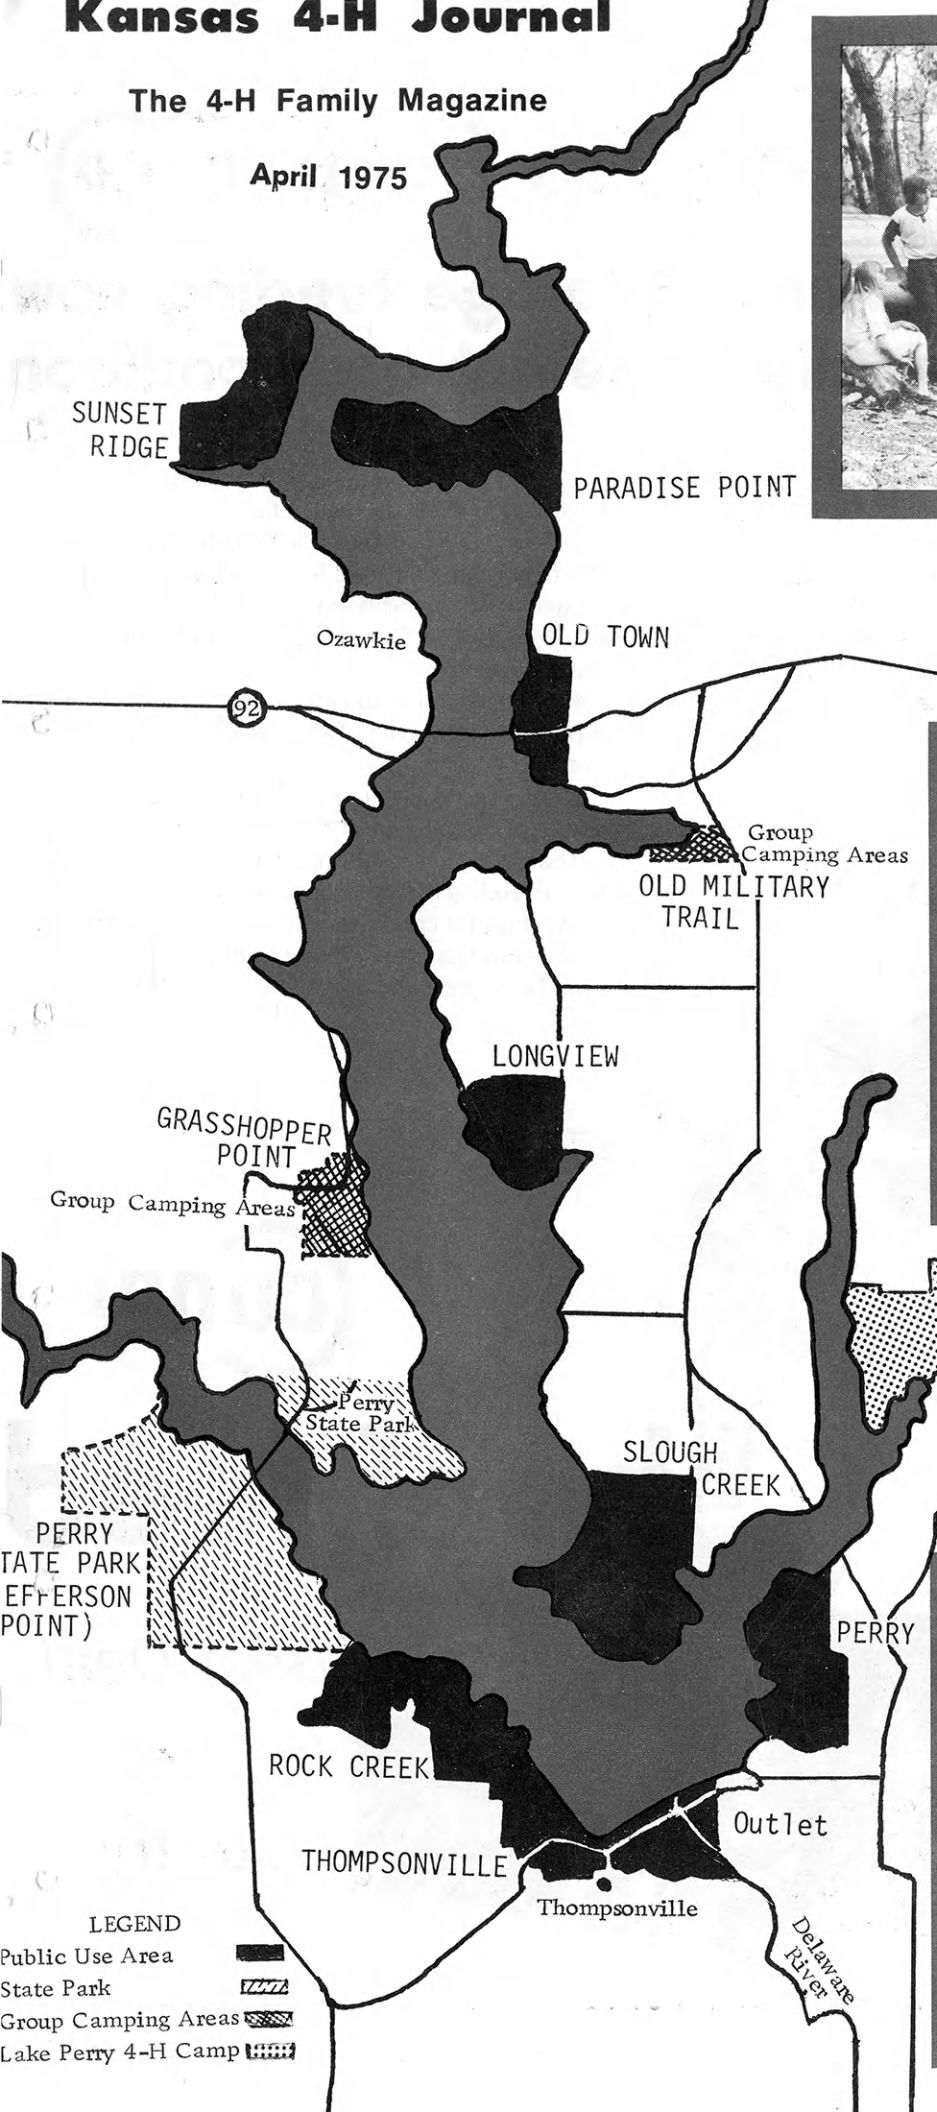 Kansas 4-H Journal
The 4-H Family Magazine
April 1975
SUNSET
RIDGE
PARADISE POINT
Ozawkie
OLD TOWN
92
Group
Camping Areas
OLD MILITARY
TRAIL
LONGVIEW
GRASSHOPPER
POINT
Group Camping Areas
Perry
State Park
SLOUGH
CREEK
PERRY
TATE PARK
EFFERSON
POINT)
PERRY
ROCK CREEK
Outlet
THOMPSONVILLE
Thompsonville
Delaware
River
LEGEND
Public Use Area
State Park
Group Camping Areas
Lake Perry 4-H Camp